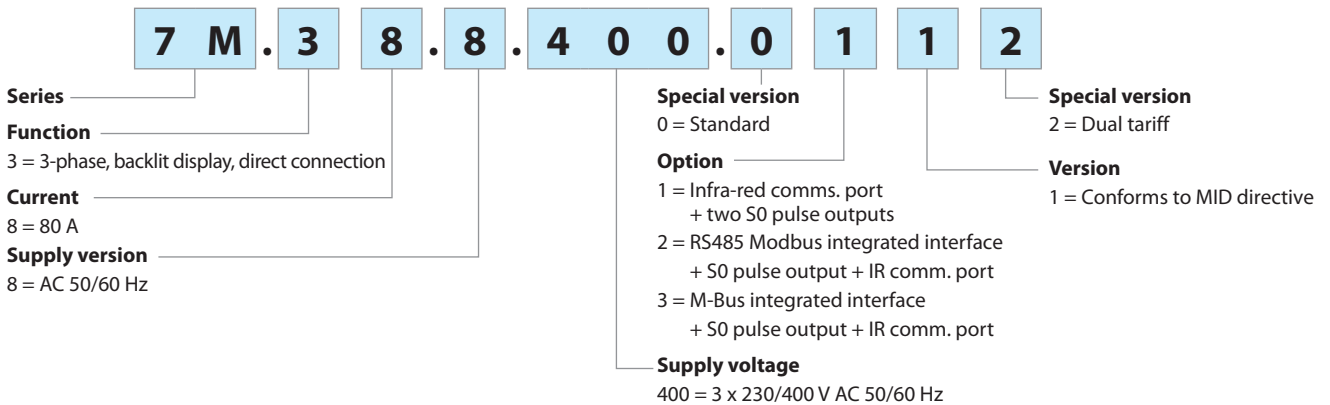 7 M . 3 8 . 8 . 4 0 0 . 0 1 1 2
Series
Function
3 = 3-phase, backlit display, direct connection
Current
8 = 80 A
Supply version
8 = AC 50/60 Hz
Special version
0 = Standard
Option
1 = Infra-red comms. port
+ two S0 pulse outputs
2 = RS485 Modbus integrated interface
+ S0 pulse output + IR comm. port
3 = M-Bus integrated interface
+ S0 pulse output + IR comm. port
Supply voltage
400 = 3 x 230/400 V AC 50/60 Hz
Special version
2 = Dual tariff
Version
1 = Conforms to MID directive